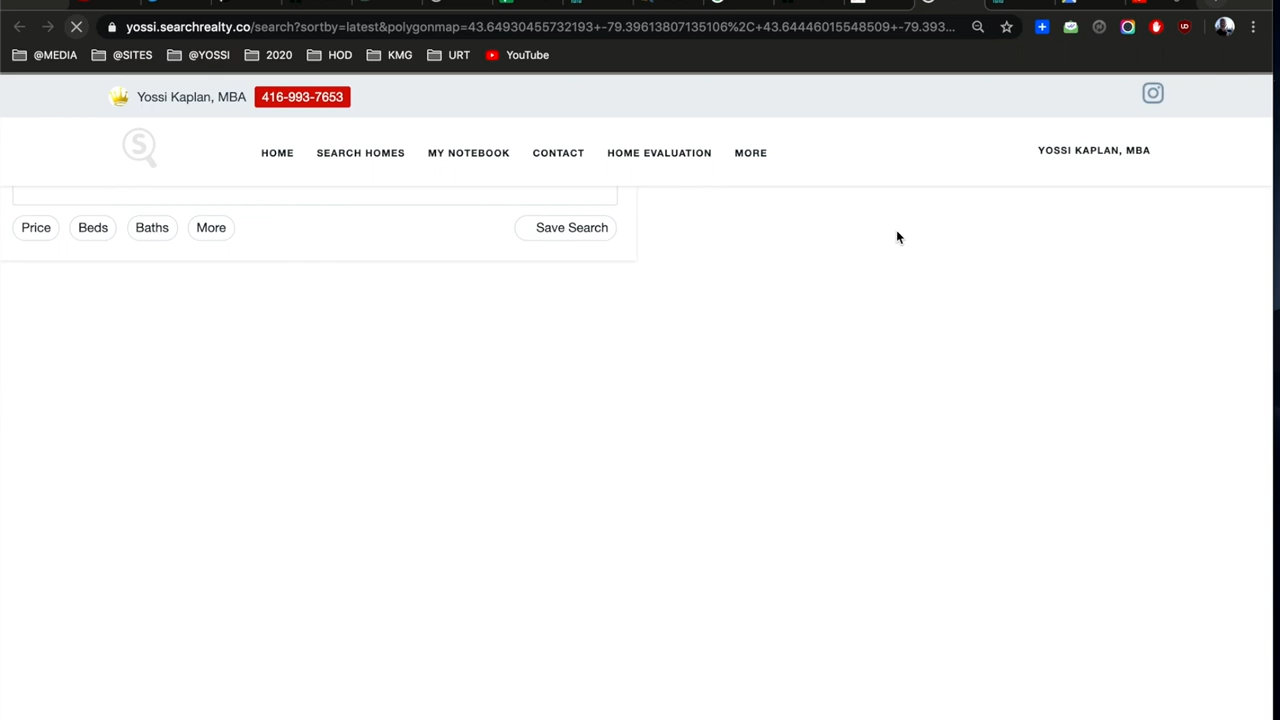 yossi.searchrealty.co/search?sortby=latest&polygonmap=43.64930455732193+-79.39613807135106%2C+43.64446015548509+-79.393...
@MEDIA @SITES @YOSSI 2020 HOD KMG URT YouTube
Yossi Kaplan, MBA 416-993-7653
S
HOME SEARCH HOMES MY NOTEBOOK CONTACT HOME EVALUATION MORE YOSSI KAPLAN, MBA
Price Beds Baths More Save Search